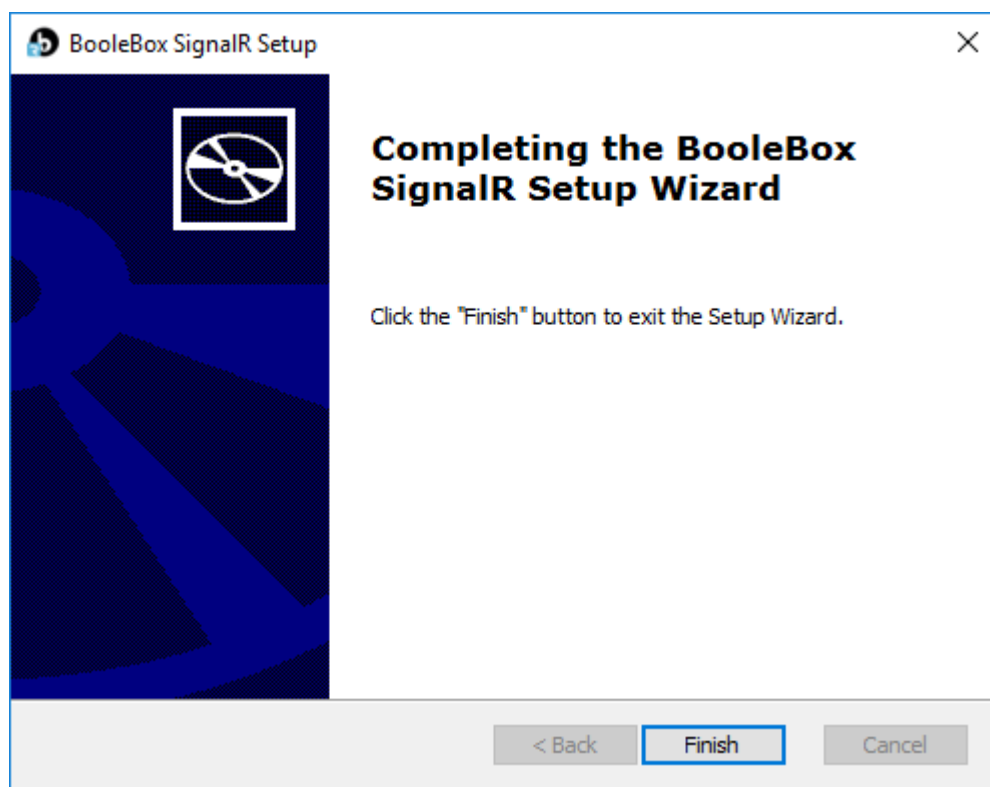 BooleBox SignalR Setup
Completing the BooleBox
SignalR Setup Wizard
Click the "Finish" button to exit the Setup Wizard.
< Back Finish Cancel